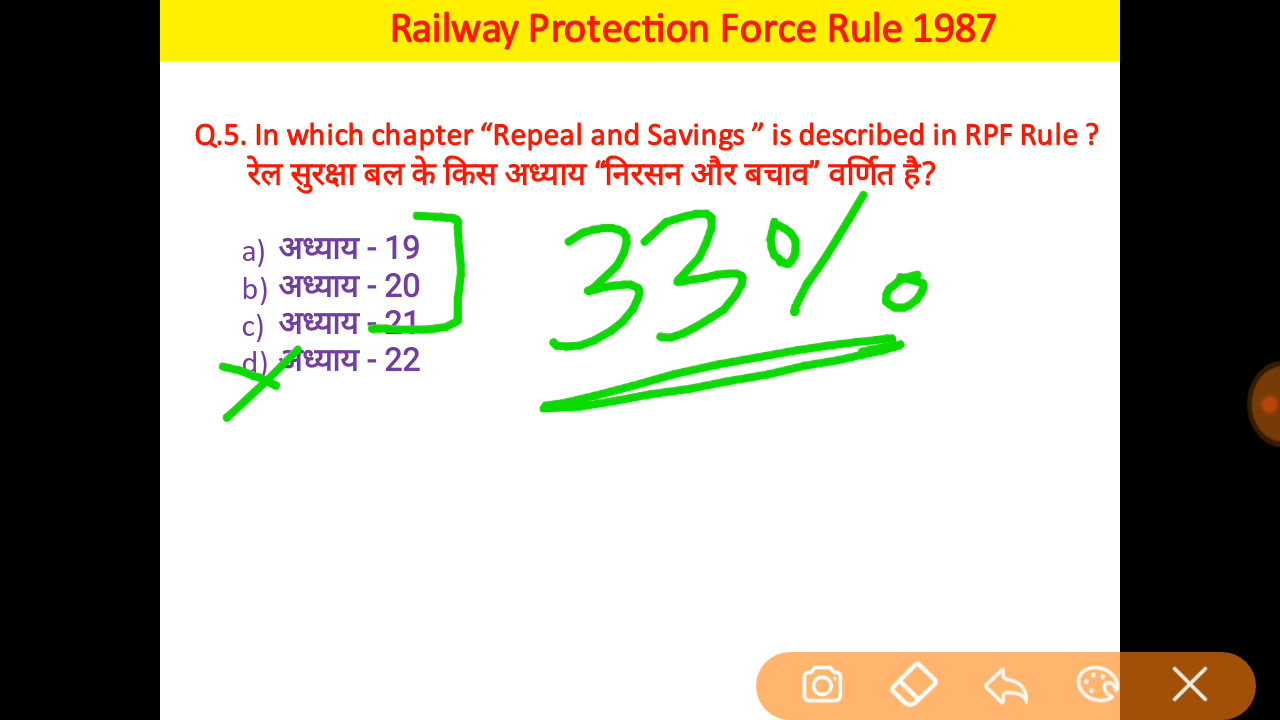 Railway Protection Force Rule 1987
Q.5. In which chapter “Repeal and Savings ” is described in RPF Rule ?
रेल सुरक्षा बल के किस अध्याय “निरसन और बचाव” वर्णित है?
a) अध्याय - 19
b) अध्याय - 20
c) अध्याय - 21
d) अध्याय - 22
33%